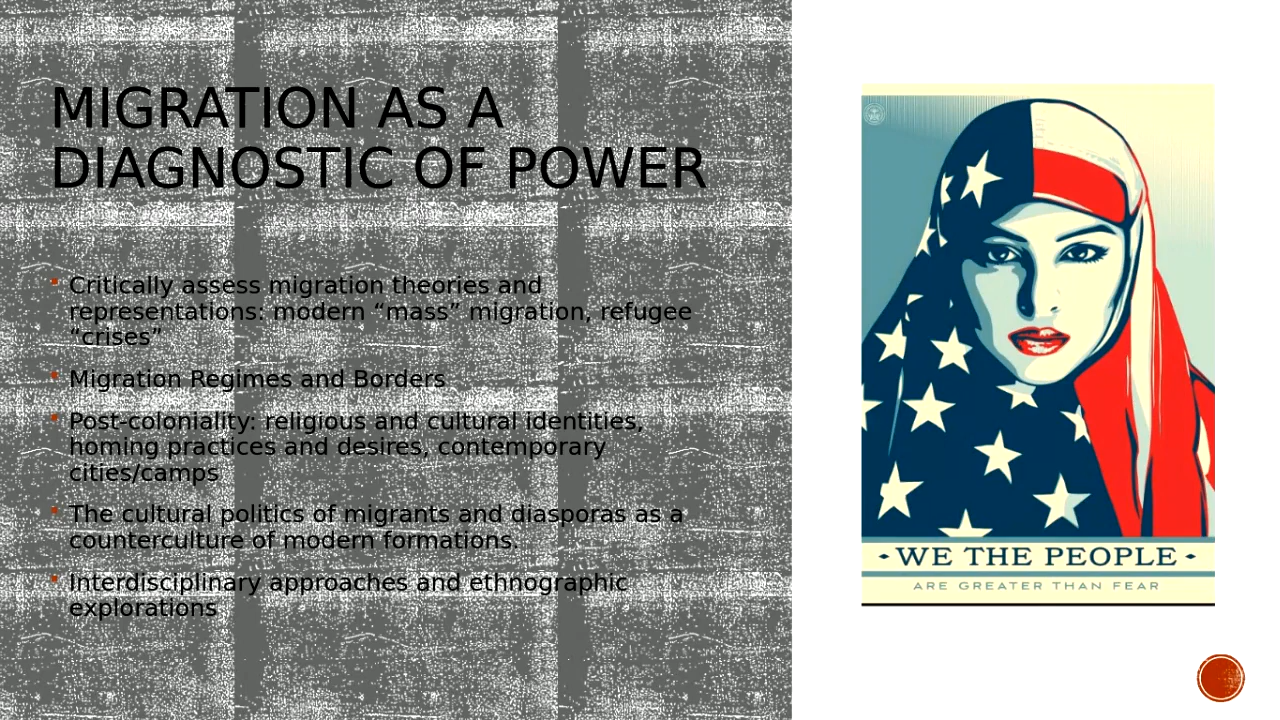 MIGRATION AS A
DIAGNOSTIC OF POWER
Critically assess migration theories and
representations: modern “mass” migration, refugee
“crises”
Migration Regimes and Borders
Post-coloniality: religious and cultural identities,
homing practices and desires, contemporary
cities/camps
The cultural politics of migrants and diasporas as a
counterculture of modern formations.
Interdisciplinary approaches and ethnographic
explorations
WE THE PEOPLE
ARE GREATER THAN FEAR